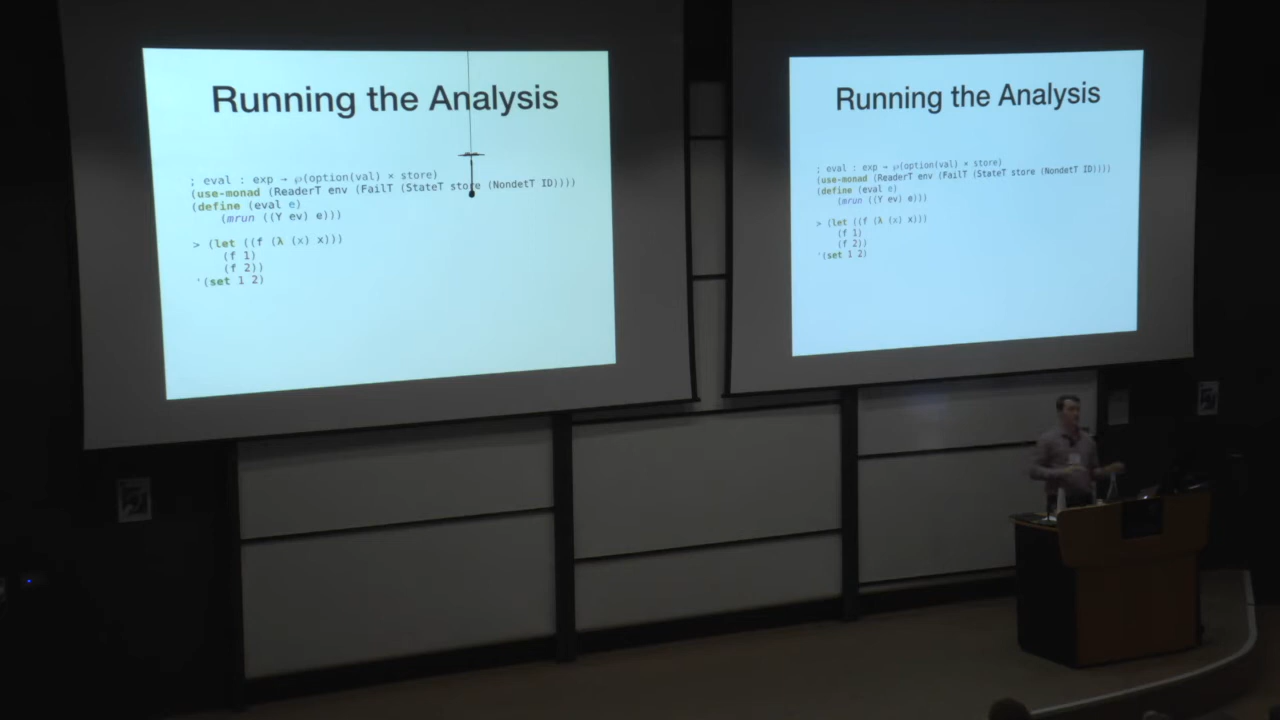 Running the Analysis
; eval : exp → ℘(option(val) × store)
(use-monad (ReaderT env (FailT (StateT store (NondetT ID))))
(define (eval e)
(mrun ((Y ev) e)))
> (let ((f (λ (x) x)))
(f 1)
(f 2))
'(set 1 2)
Running the Analysis
; eval : exp → ℘(option(val) × store)
(use-monad (ReaderT env (FailT (StateT store (NondetT ID))))
(define (eval e)
(mrun ((Y ev) e)))
> (let ((f (λ (x) x)))
(f 1)
(f 2))
'(set 1 2)